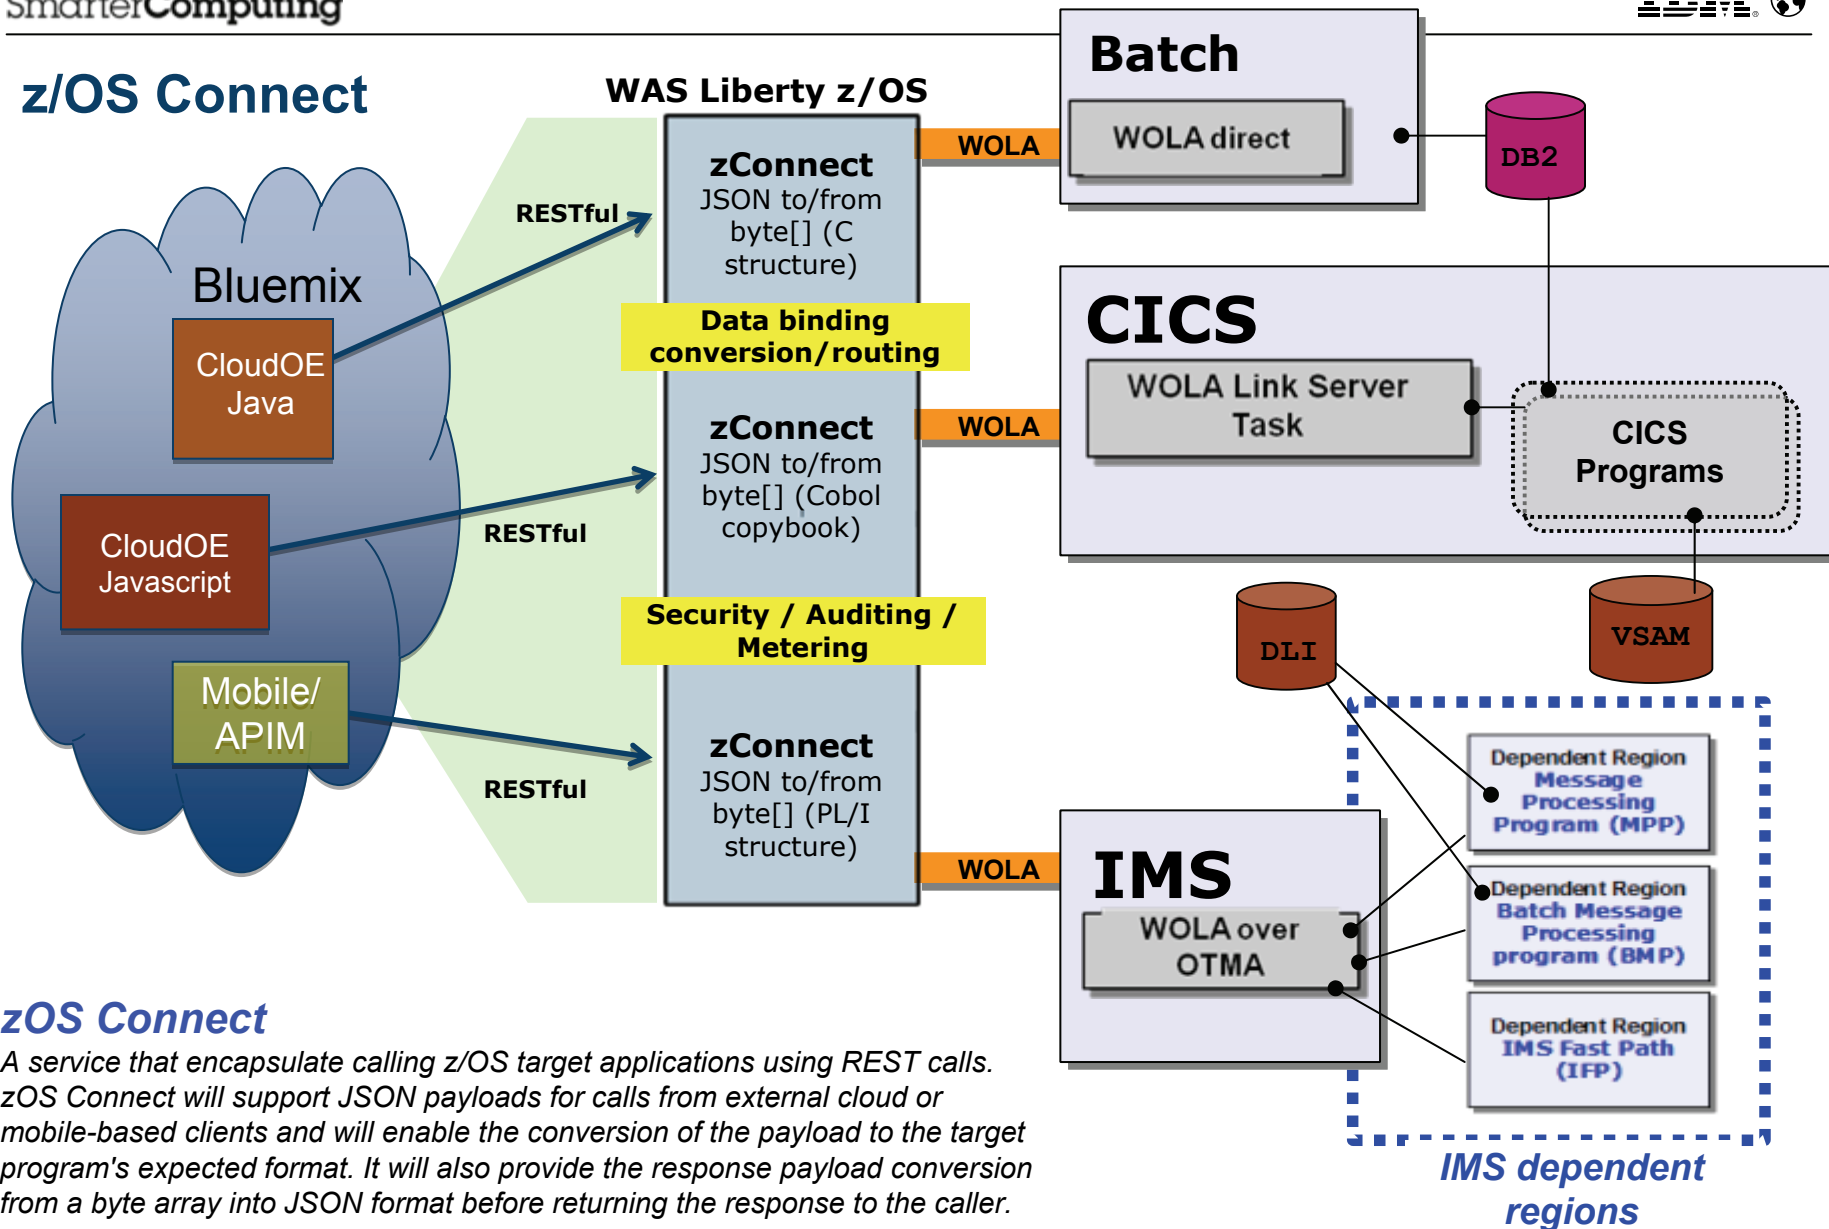 SmarterComputing
IBM®
z/OS Connect
WAS Liberty z/OS
Bluemix
CloudOE
Java
CloudOE
Javascript
Mobile/
APIM
RESTful
RESTful
RESTful
zConnect
JSON to/from
byte[] (C
structure)
Data binding
conversion/routing
zConnect
JSON to/from
byte[] (Cobol
copybook)
Security / Auditing /
Metering
zConnect
JSON to/from
byte[] (PL/I
structure)
WOLA
WOLA
WOLA
Batch
WOLA direct
DB2
CICS
WOLA Link Server
Task
CICS
Programs
DLI
VSAM
IMS
WOLA over
OTMA
Dependent Region
Message
Processing
Program (MPP)
Dependent Region
Batch Message
Processing
program (BMP)
Dependent Region
IMS Fast Path
(IFP)
IMS dependent
regions
zOS Connect
A service that encapsulate calling z/OS target applications using REST calls.
zOS Connect will support JSON payloads for calls from external cloud or
mobile-based clients and will enable the conversion of the payload to the target
program's expected format. It will also provide the response payload conversion
from a byte array into JSON format before returning the response to the caller.